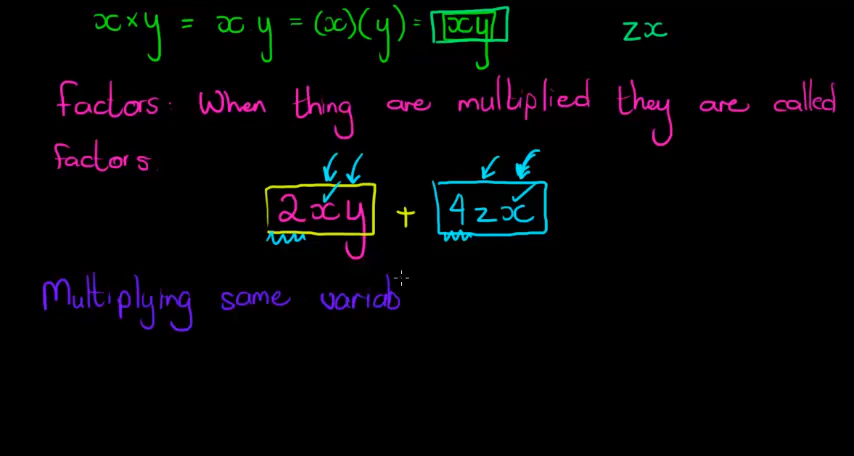 x × y = x y = (x)(y) = xy zx
factors: When thing are multiplied they are called
factors.
2xy + 4zx
Multiplying same variab